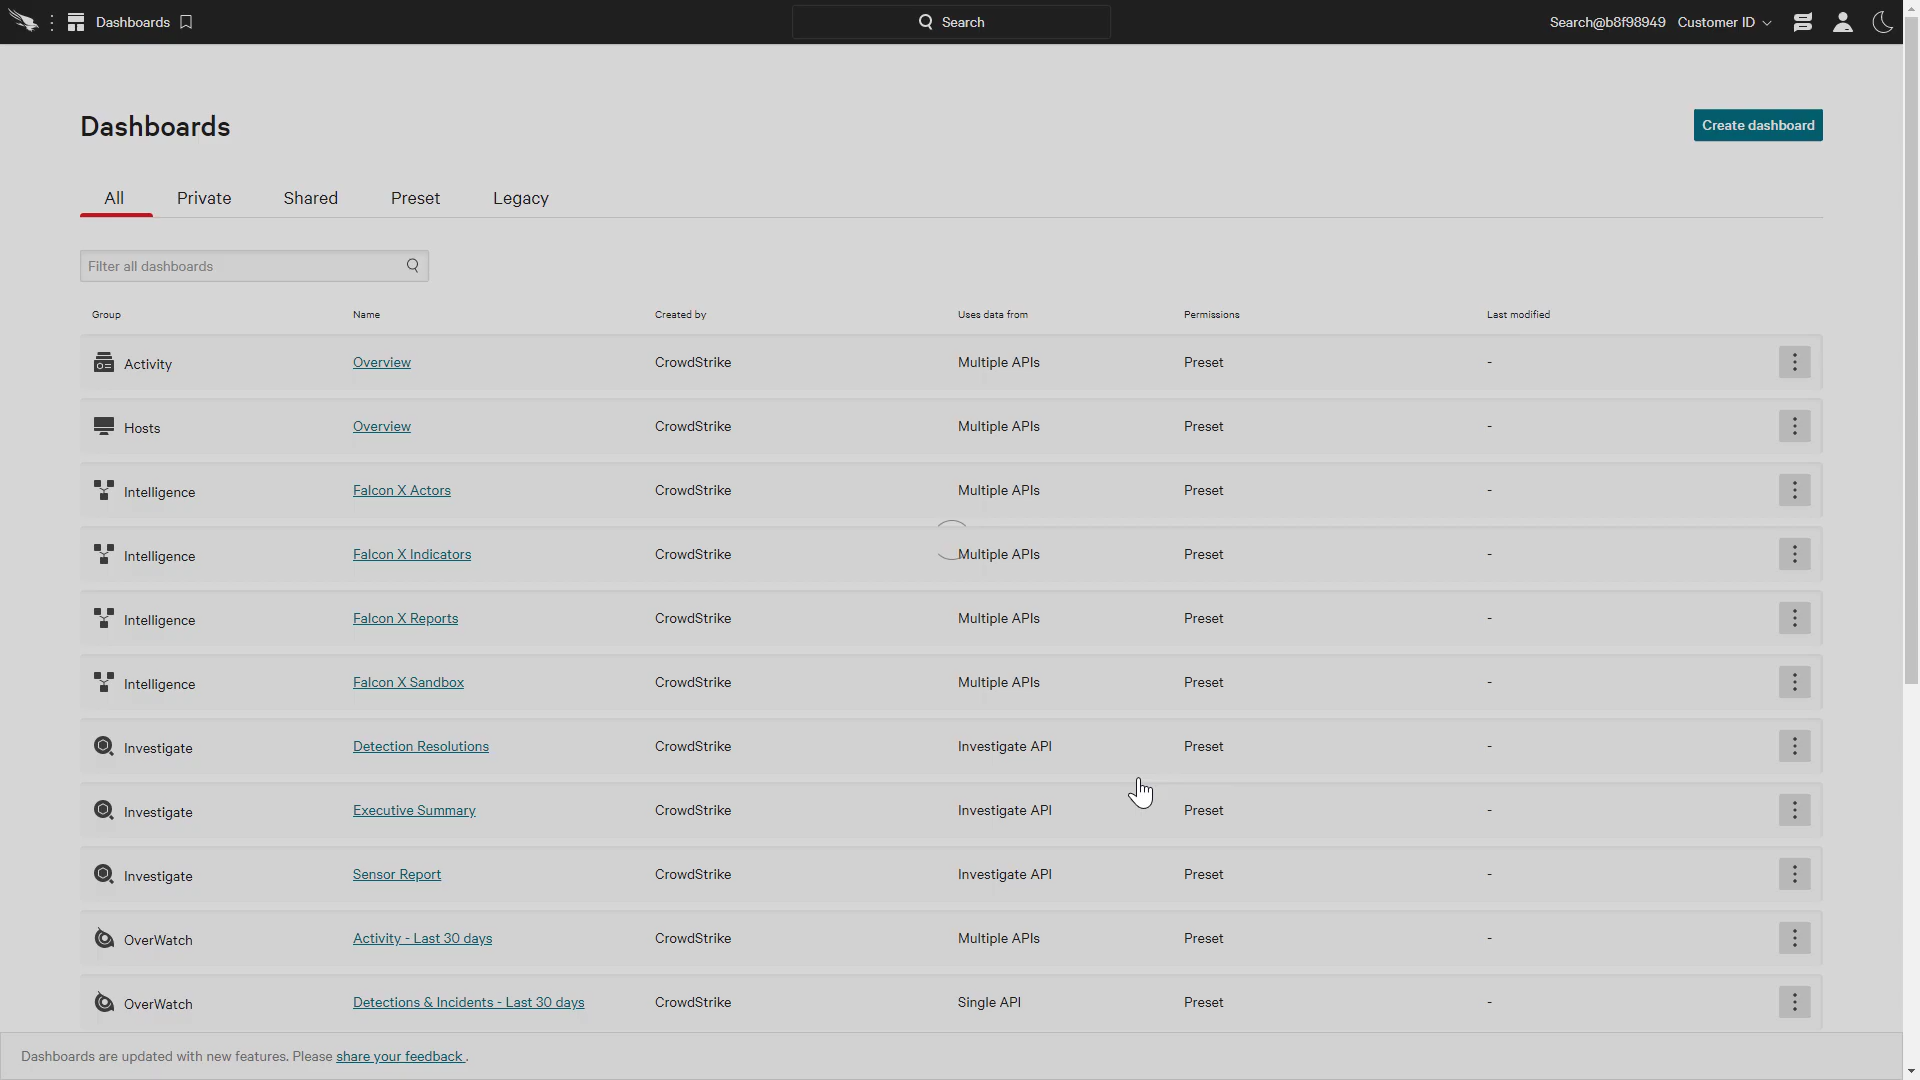 Dashboards
Search
Search@b8f98949 Customer ID
Dashboards
Create dashboard
All Private Shared Preset Legacy
Filter all dashboards
Group Name Created by Uses data from Permissions Last modified
Activity Overview CrowdStrike Multiple APIs Preset -
Hosts Overview CrowdStrike Multiple APIs Preset -
Intelligence Falcon X Actors CrowdStrike Multiple APIs Preset -
Intelligence Falcon X Indicators CrowdStrike Multiple APIs Preset -
Intelligence Falcon X Reports CrowdStrike Multiple APIs Preset -
Intelligence Falcon X Sandbox CrowdStrike Multiple APIs Preset -
Investigate Detection Resolutions CrowdStrike Investigate API Preset -
Investigate Executive Summary CrowdStrike Investigate API Preset -
Investigate Sensor Report CrowdStrike Investigate API Preset -
OverWatch Activity - Last 30 days CrowdStrike Multiple APIs Preset -
OverWatch Detections & Incidents - Last 30 days CrowdStrike Single API Preset -
Dashboards are updated with new features. Please share your feedback .